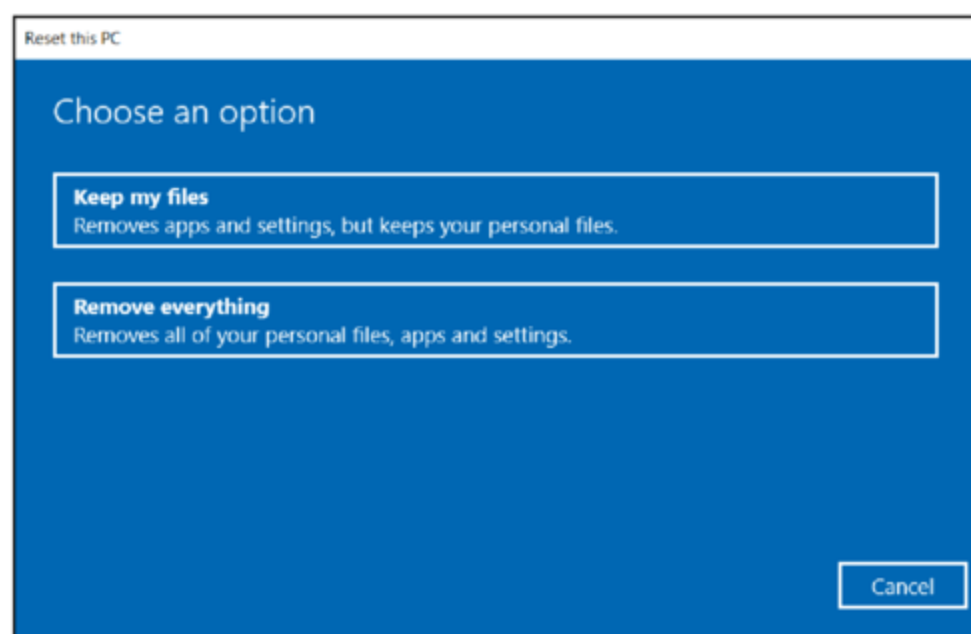 Reset this PC
Choose an option
Keep my files
Removes apps and settings, but keeps your personal files.
Remove everything
Removes all of your personal files, apps and settings.
Cancel